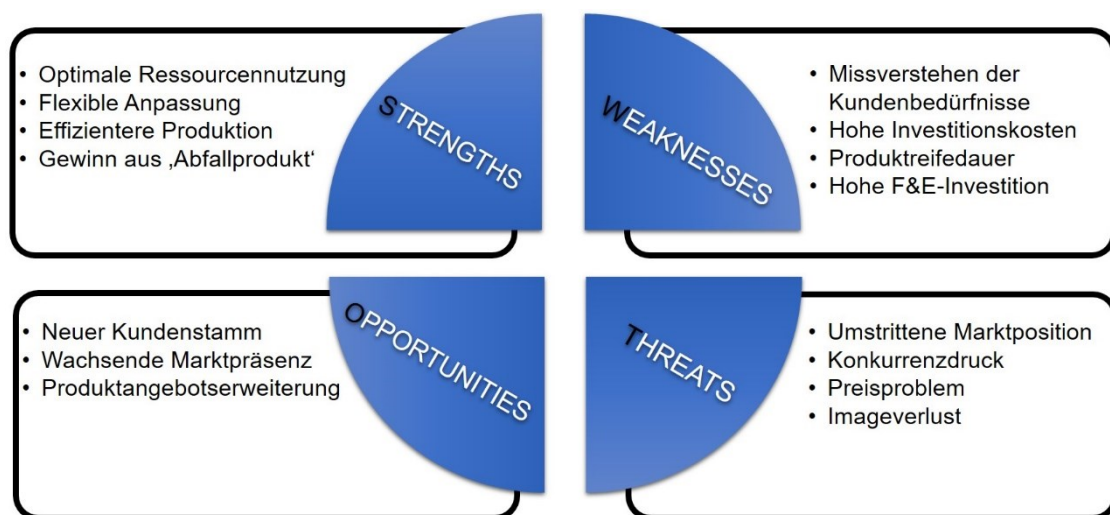 • Optimale Ressourcennutzung
• Flexible Anpassung
• Effizientere Produktion
• Gewinn aus ‚Abfallprodukt‘
STRENGTHS
WEAKNESSES
• Missverstehen der
Kundenbedürfnisse
• Hohe Investitionskosten
• Produktreifedauer
• Hohe F&E-Investition
• Neuer Kundenstamm
• Wachsende Marktpräsenz
• Produktangebotserweiterung
OPPORTUNITIES
THREATS
• Umstrittene Marktposition
• Konkurrenzdruck
• Preisproblem
• Imageverlust